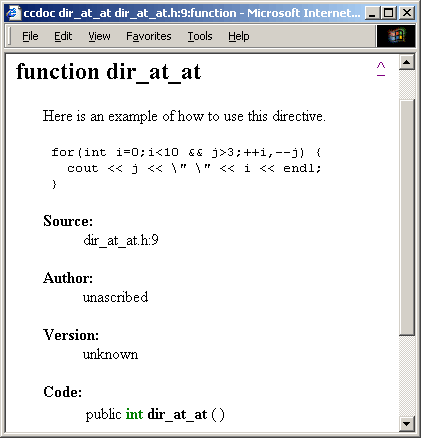 ccdoc dir_at_at dir_at_at.h:9:function - Microsoft Internet...
File Edit View Favorites Tools Help
function dir_at_at ^
Here is an example of how to use this directive.
for(int i=0;i<10 && j>3;++i,--j) {
cout << j << \" \" << i << endl;
}
Source:
dir_at_at.h:9
Author:
unascribed
Version:
unknown
Code:
public int dir_at_at ( )